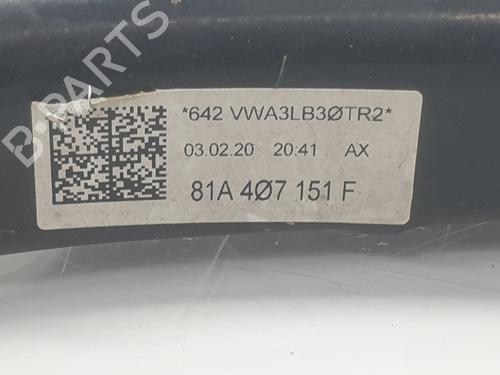 B-PARTS
*642 VWA3LB3ØTR2*
03.02.20 20:41 AX
81A 4Ø7 151 F